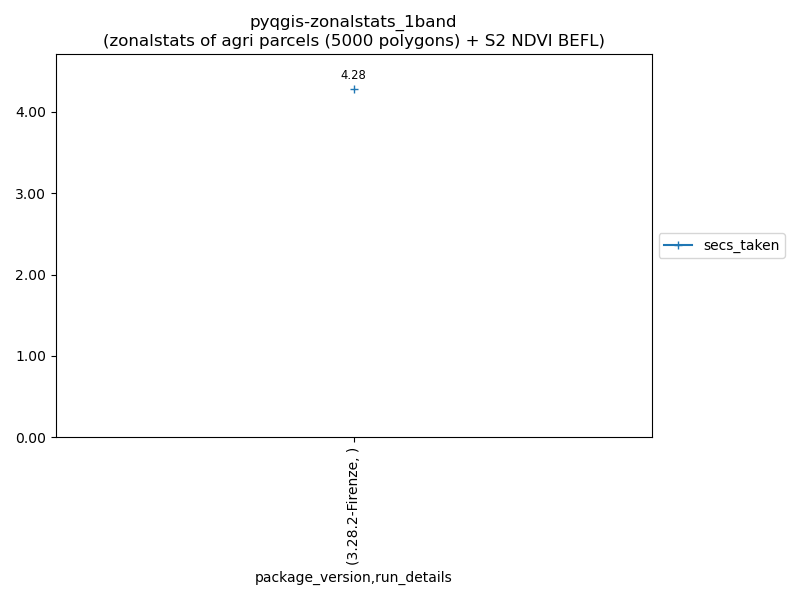 pyqgis-zonalstats_1band
(zonalstats of agri parcels (5000 polygons) + S2 NDVI BEFL)
4.28
4.00
3.00
2.00
1.00
0.00
secs_taken
(3.28.2-Firenze, )
package_version,run_details